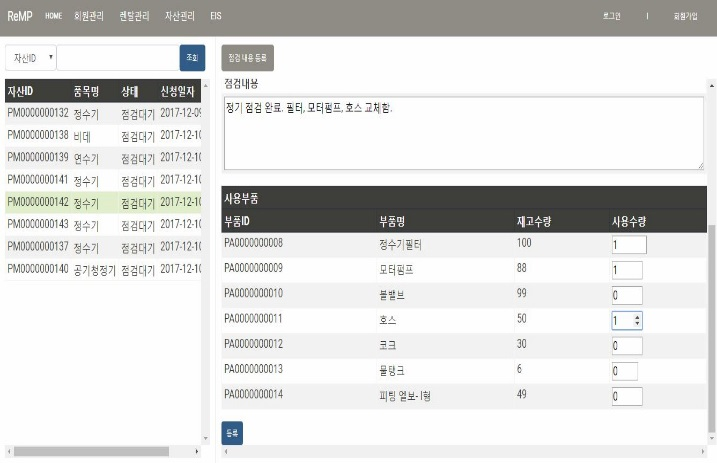 ReMP HOME 회원관리 렌탈관리 자산관리 EIS 로그인 | 회원가입
자산ID 조회
자산ID 품목명 상태 신청일자
PM0000000132 정수기 점검대기 2017-12-09
PM0000000138 비데 점검대기 2017-12-10
PM0000000139 연수기 점검대기 2017-12-10
PM0000000141 정수기 점검대기 2017-12-10
PM0000000142 정수기 점검대기 2017-12-10
PM0000000143 정수기 점검대기 2017-12-10
PM0000000137 정수기 점검대기 2017-12-10
PM0000000140 공기청정기 점검대기 2017-12-10
점검 내용 등록
점검내용
정기 점검 완료. 필터, 모터펌프, 호스 교체함.
사용부품
부품ID 부품명 재고수량 사용수량
PA0000000008 정수기필터 100 1
PA0000000009 모터펌프 88 1
PA0000000010 볼밸브 99 0
PA0000000011 호스 50 1
PA0000000012 코크 30 0
PA0000000013 물탱크 6 0
PA0000000014 피팅 엘보-I형 49 0
등록